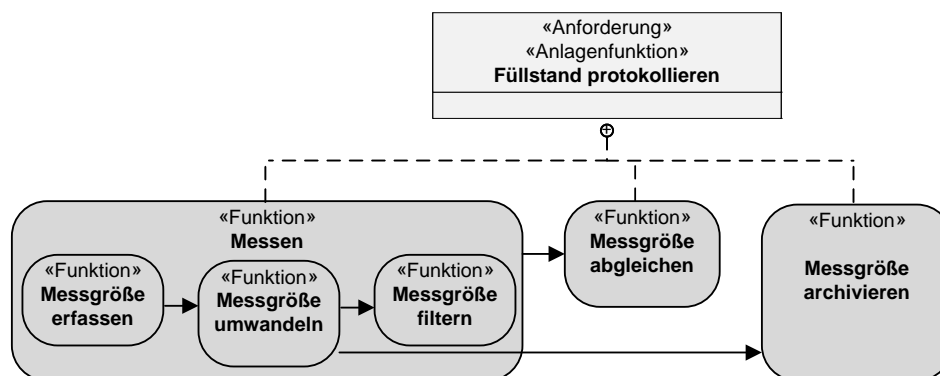 «Anforderung»
«Anlagenfunktion»
Füllstand protokollieren
«Funktion»
Messen
«Funktion»
Messgröße
erfassen
«Funktion»
Messgröße
umwandeln
«Funktion»
Messgröße
filtern
«Funktion»
Messgröße
abgleichen
«Funktion»
Messgröße
archivieren